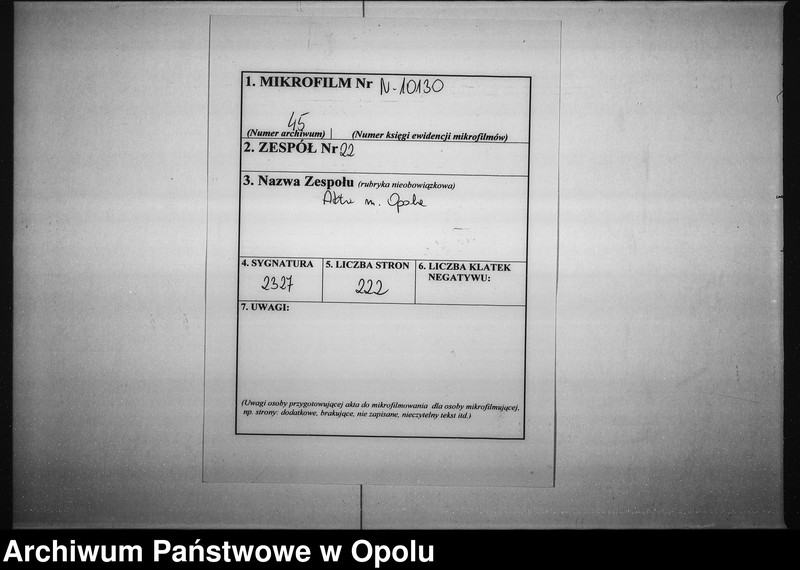 1. MIKROFILM Nr N-10130
45
(Numer archiwum) | (Numer księgi ewidencji mikrofilmów)
2. ZESPÓŁ Nr 22
3. Nazwa Zespołu (rubryka nieobowiązkowa)
Akta m. Opola
4. SYGNATURA
2327
5. LICZBA STRON
222
6. LICZBA KLATEK
NEGATYWU:
7. UWAGI:
(Uwagi osoby przygotowującej akta do mikrofilmowania dla osoby mikrofilmującej,
np. strony: dodatkowe, brakujące, nie zapisane, nieczytelny tekst itd.)
Archiwum Państwowe w Opolu